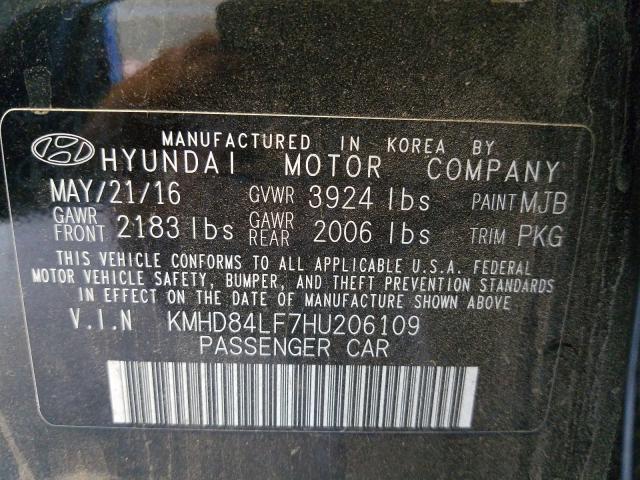 MANUFACTURED IN KOREA BY
HYUNDAI MOTOR COMPANY
MAY/21/16 GVWR 3924 lbs PAINT MJB
GAWR FRONT 2183 lbs GAWR REAR 2006 lbs TRIM PKG
THIS VEHICLE CONFORMS TO ALL APPLICABLE U.S.A. FEDERAL
MOTOR VEHICLE SAFETY, BUMPER, AND THEFT PREVENTION STANDARDS
IN EFFECT ON THE DATE OF MANUFACTURE SHOWN ABOVE
V.I.N KMHD84LF7HU206109
PASSENGER CAR